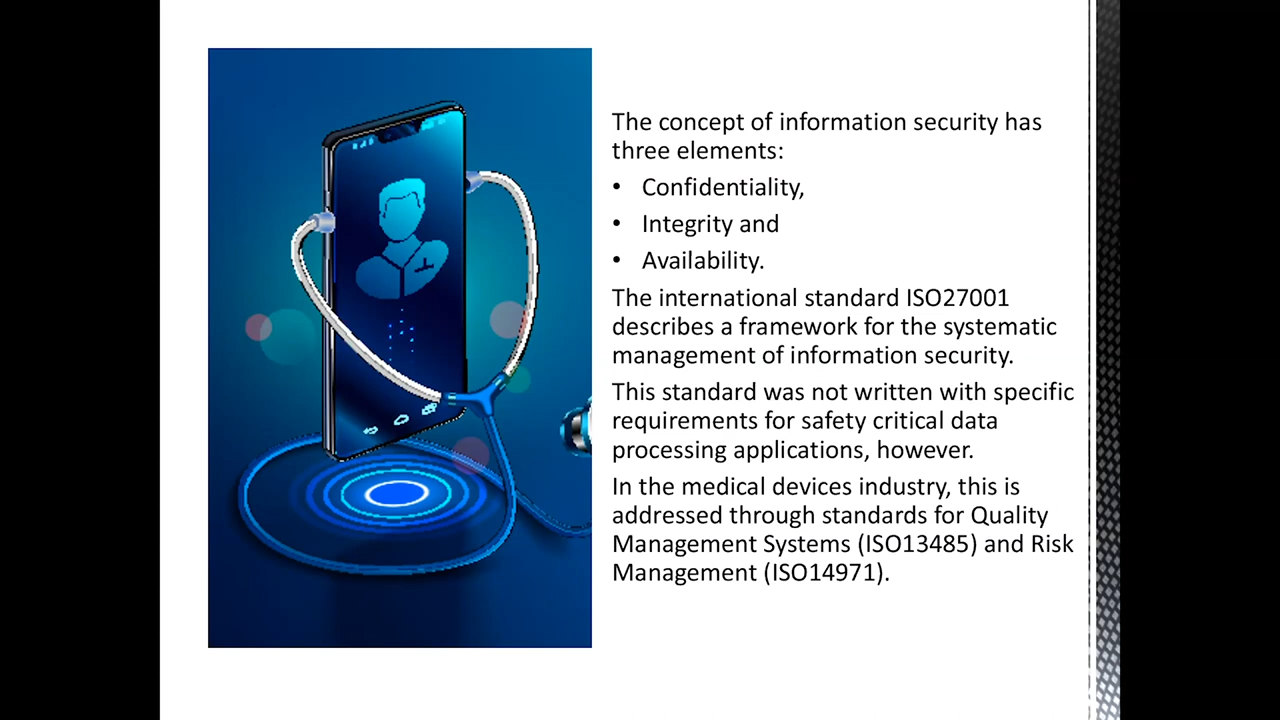 The concept of information security has
three elements:
• Confidentiality,
• Integrity and
• Availability.
The international standard ISO27001
describes a framework for the systematic
management of information security.
This standard was not written with specific
requirements for safety critical data
processing applications, however.
In the medical devices industry, this is
addressed through standards for Quality
Management Systems (ISO13485) and Risk
Management (ISO14971).